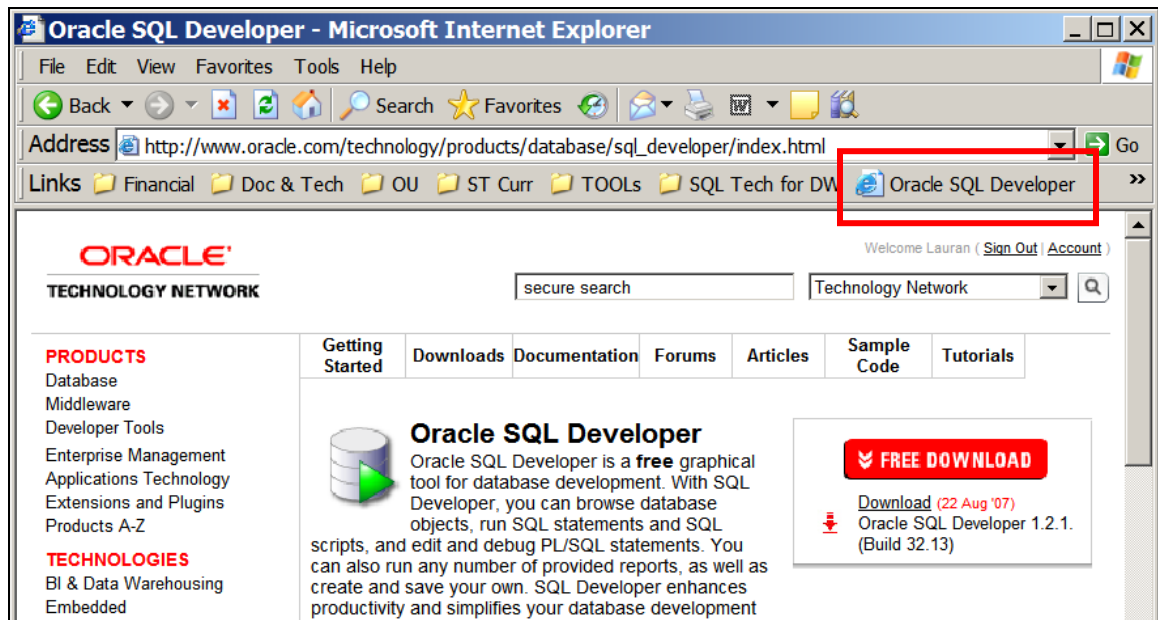 Oracle SQL Developer - Microsoft Internet Explorer
File Edit View Favorites Tools Help
Back Search Favorites
Address http://www.oracle.com/technology/products/database/sql_developer/index.html Go
Links Financial Doc & Tech OU ST Curr TOOLs SQL Tech for DW Oracle SQL Developer »
ORACLE'
TECHNOLOGY NETWORK
Welcome Lauran ( Sign Out | Account )
secure search Technology Network
PRODUCTS
Database
Middleware
Developer Tools
Enterprise Management
Applications Technology
Extensions and Plugins
Products A-Z
TECHNOLOGIES
BI & Data Warehousing
Embedded
Getting Started Downloads Documentation Forums Articles Sample Code Tutorials
Oracle SQL Developer
Oracle SQL Developer is a free graphical
tool for database development. With SQL
Developer, you can browse database
objects, run SQL statements and SQL
scripts, and edit and debug PL/SQL statements. You
can also run any number of provided reports, as well as
create and save your own. SQL Developer enhances
productivity and simplifies your database development
FREE DOWNLOAD
Download (22 Aug '07)
Oracle SQL Developer 1.2.1.
(Build 32.13)